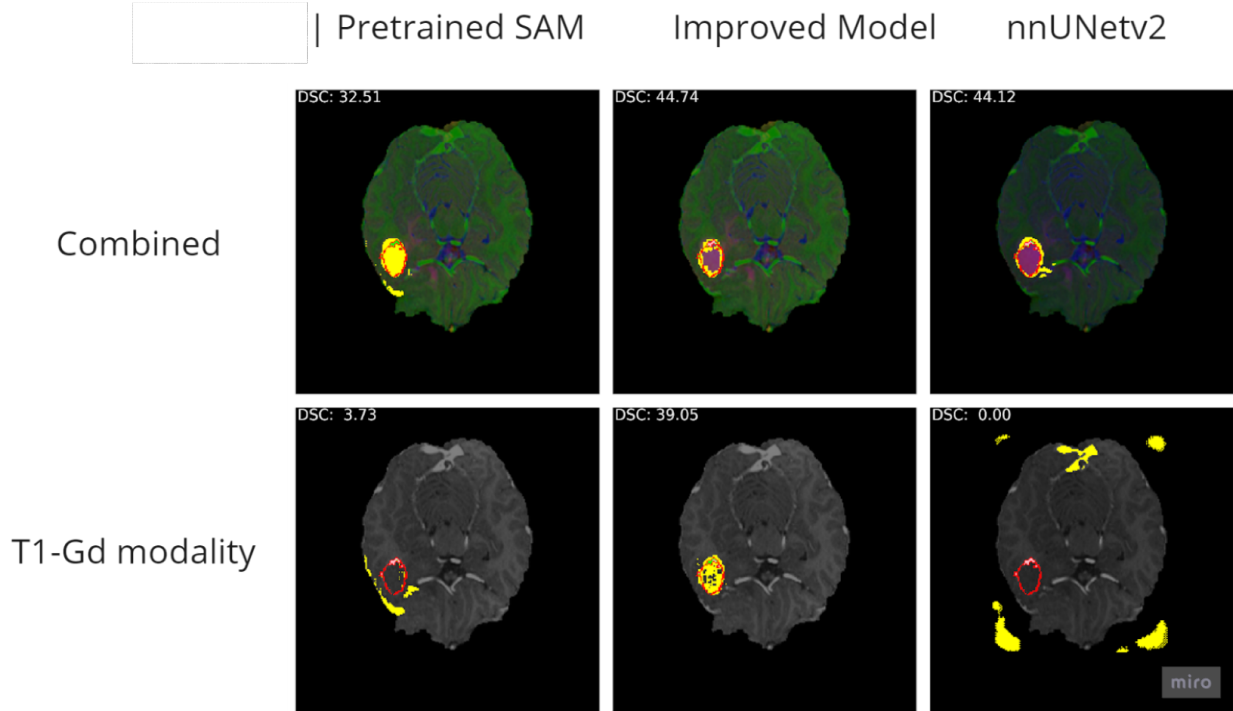 | Pretrained SAM Improved Model nnUNetv2
Combined
DSC: 32.51 DSC: 44.74 DSC: 44.12
T1-Gd modality
DSC: 3.73 DSC: 39.05 DSC: 0.00
miro